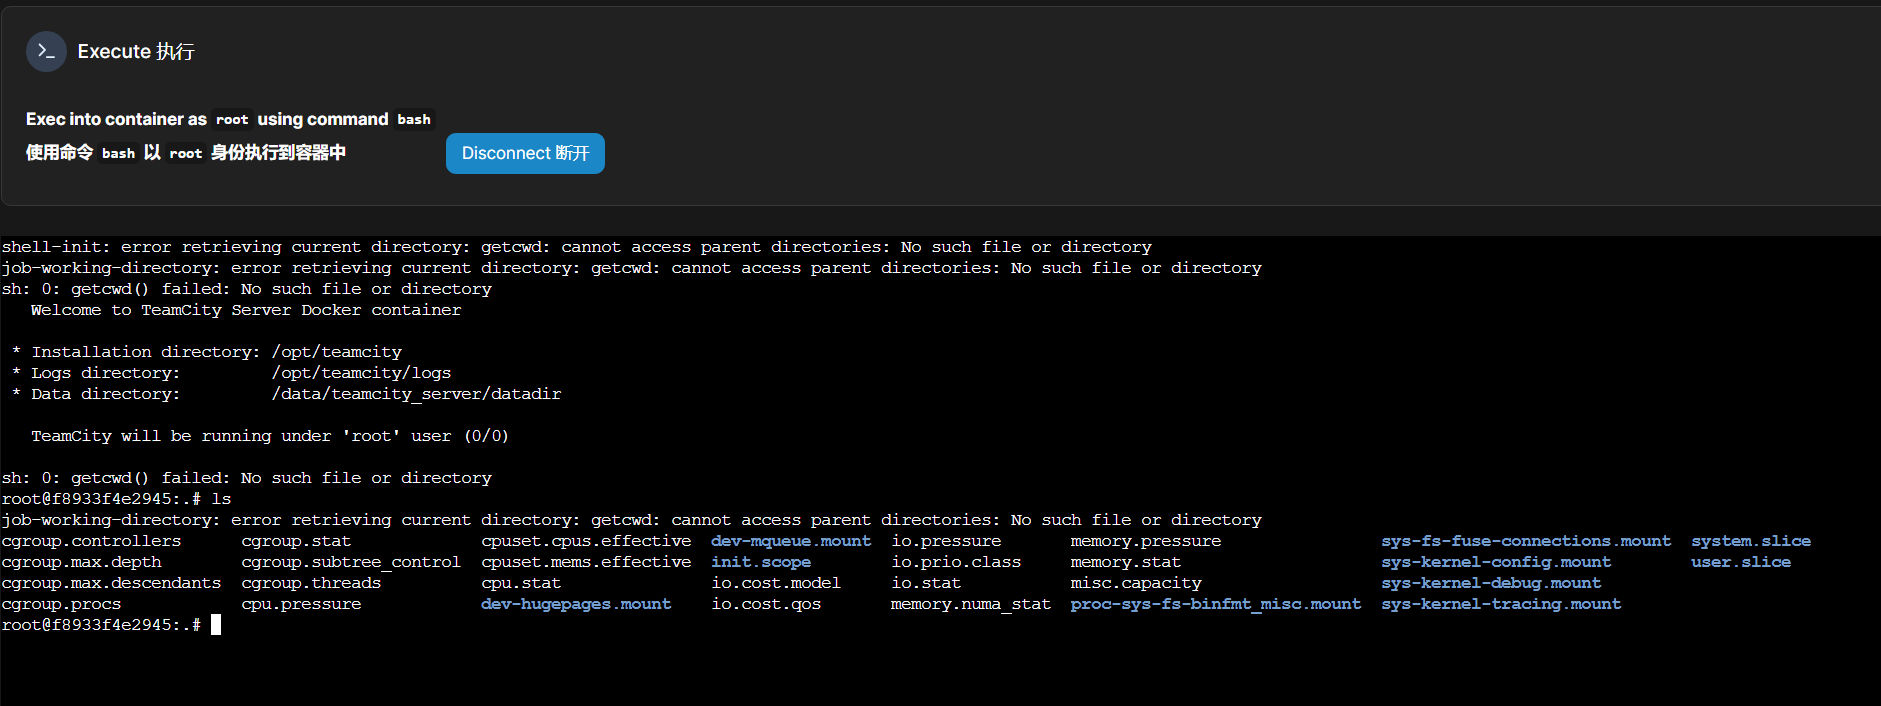 Execute 执行
Exec into container as root using command bash
使用命令 bash 以 root 身份执行到容器中
Disconnect 断开
shell-init: error retrieving current directory: getcwd: cannot access parent directories: No such file or directory
job-working-directory: error retrieving current directory: getcwd: cannot access parent directories: No such file or directory
sh: 0: getcwd() failed: No such file or directory
Welcome to TeamCity Server Docker container
* Installation directory: /opt/teamcity
* Logs directory: /opt/teamcity/logs
* Data directory: /data/teamcity_server/datadir
TeamCity will be running under 'root' user (0/0)
sh: 0: getcwd() failed: No such file or directory
root@f8933f4e2945:.# ls
job-working-directory: error retrieving current directory: getcwd: cannot access parent directories: No such file or directory
cgroup.controllers cgroup.stat cpuset.cpus.effective dev-mqueue.mount io.pressure memory.pressure sys-fs-fuse-connections.mount system.slice
cgroup.max.depth cgroup.subtree_control cpuset.mems.effective init.scope io.prio.class memory.stat sys-kernel-config.mount user.slice
cgroup.max.descendants cgroup.threads cpu.stat io.cost.model io.stat misc.capacity sys-kernel-debug.mount
cgroup.procs cpu.pressure dev-hugepages.mount io.cost.qos memory.numa_stat proc-sys-fs-binfmt_misc.mount sys-kernel-tracing.mount
root@f8933f4e2945:.#